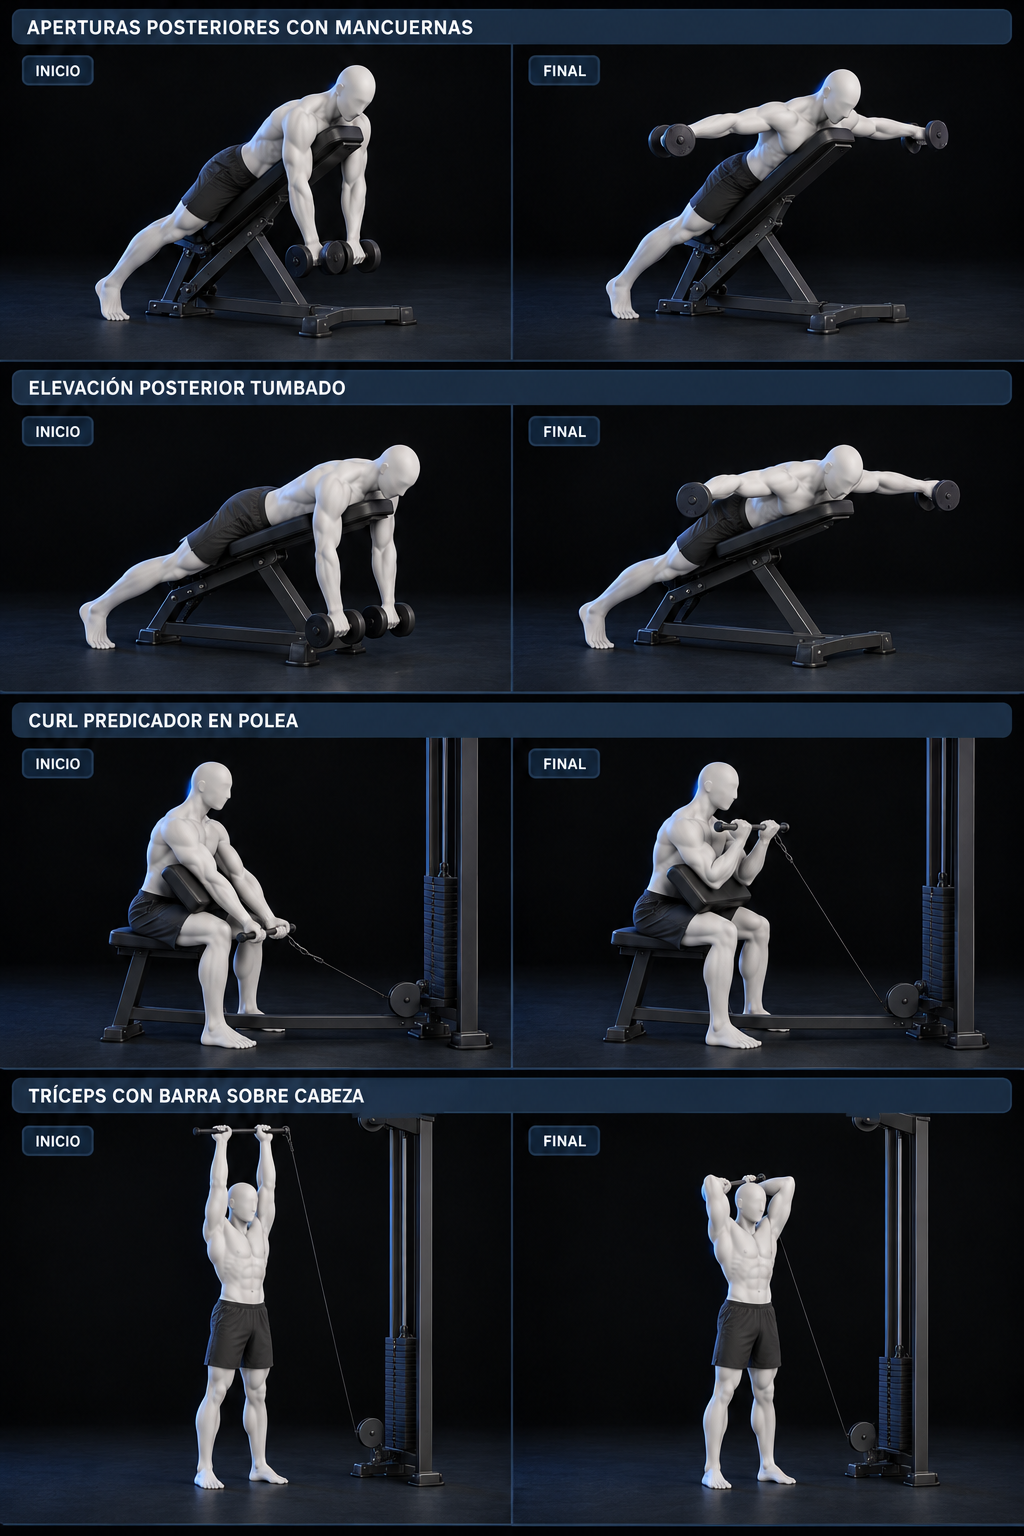 APERTURAS POSTERIORES CON MANCUERNAS
INICIO
FINAL
ELEVACIÓN POSTERIOR TUMBADO
INICIO
FINAL
CURL PREDICADOR EN POLEA
INICIO
FINAL
TRÍCEPS CON BARRA SOBRE CABEZA
INICIO
FINAL